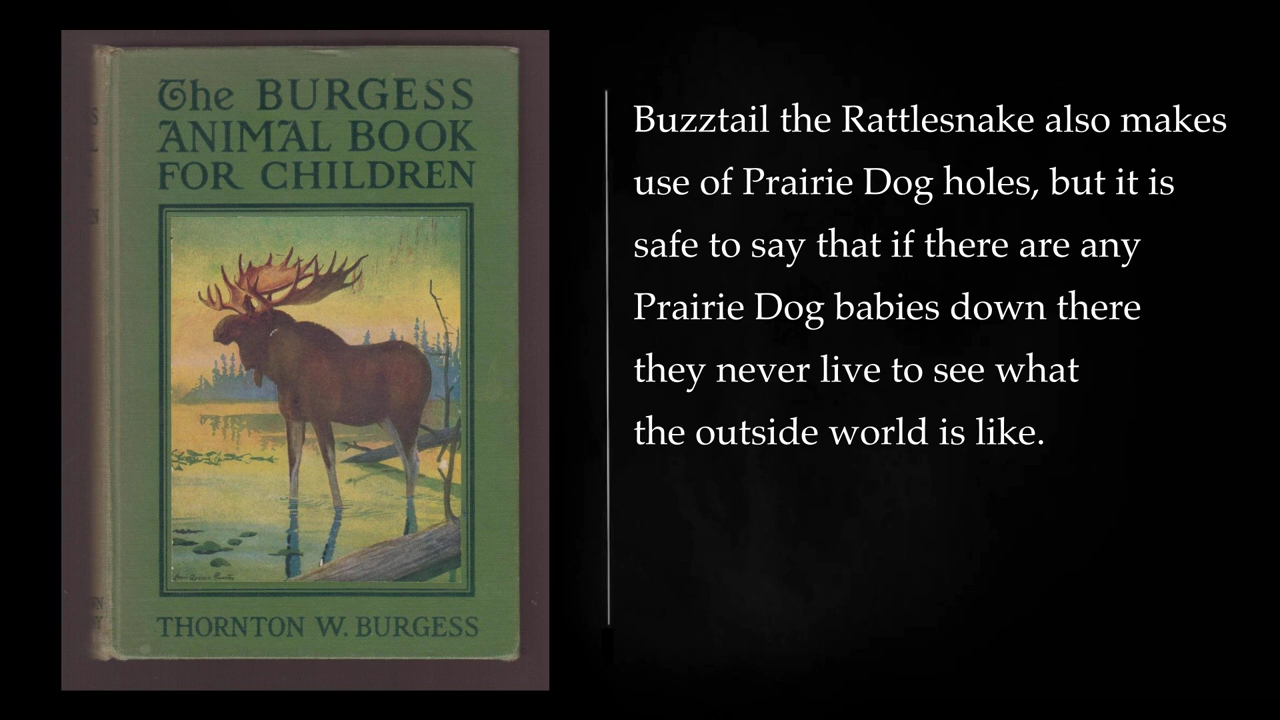 The BURGESS
ANIMAL BOOK
FOR CHILDREN
THORNTON W. BURGESS
Buzztail the Rattlesnake also makes
use of Prairie Dog holes, but it is
safe to say that if there are any
Prairie Dog babies down there
they never live to see what
the outside world is like.